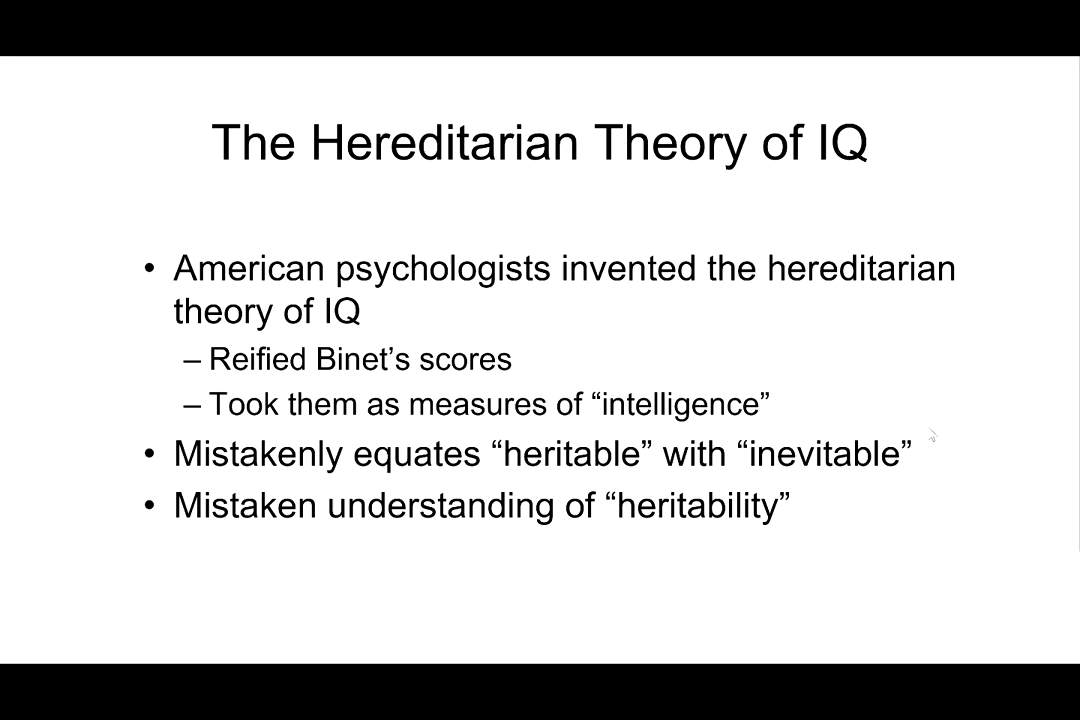 The Hereditarian Theory of IQ
• American psychologists invented the hereditarian
theory of IQ
– Reified Binet’s scores
– Took them as measures of “intelligence”
• Mistakenly equates “heritable” with “inevitable”
• Mistaken understanding of “heritability”